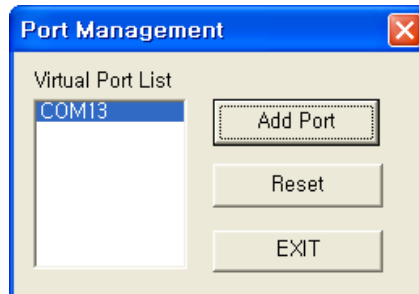 Port Management
Virtual Port List
COM13
Add Port
Reset
EXIT